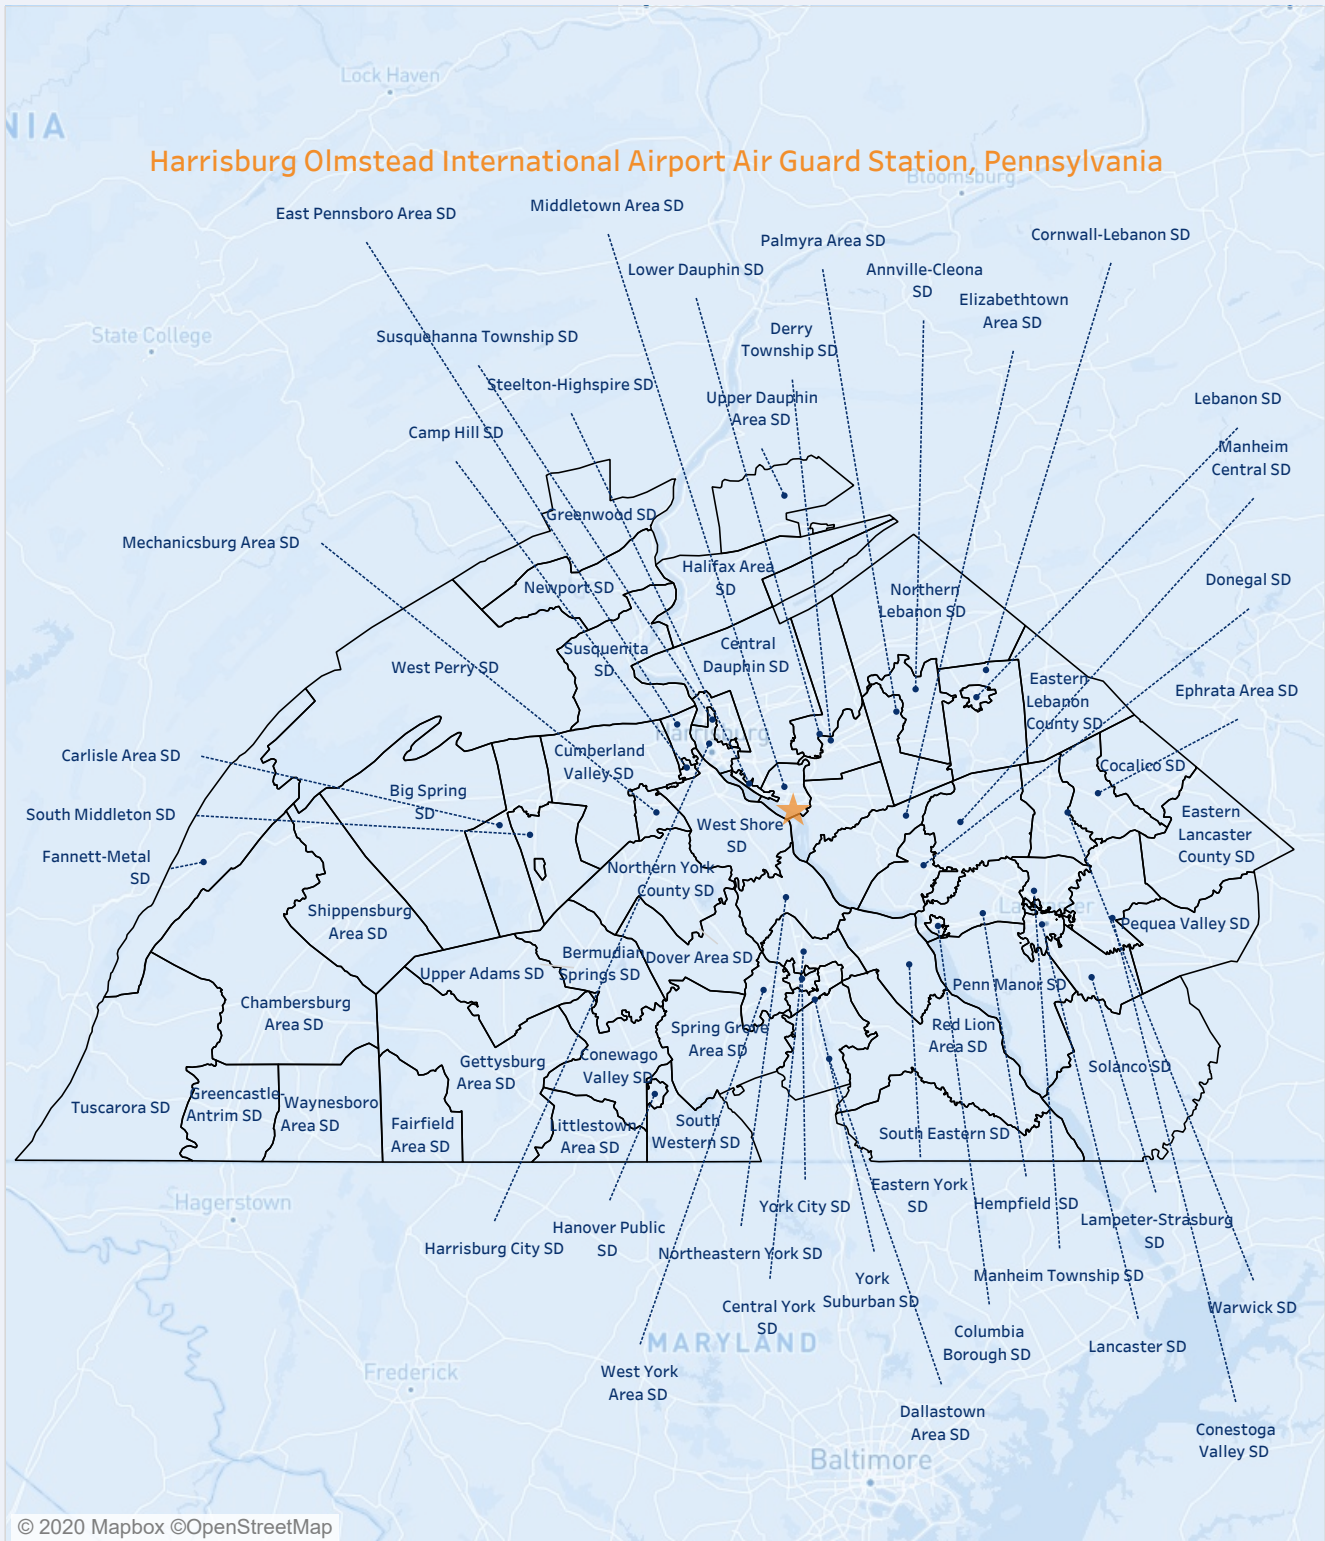 Lock Haven
NIA
Harrisburg Olmstead International Airport Air Guard Station, Pennsylvania
Bloomsburg
East Pennsboro Area SD
Middletown Area SD
Palmyra Area SD
Cornwall-Lebanon SD
Lower Dauphin SD
Annville-Cleona
SD
Elizabethtown
Area SD
State College
Susquehanna Township SD
Derry
Township SD
Steelton-Highspire SD
Upper Dauphin
Area SD
Lebanon SD
Camp Hill SD
Manheim
Central SD
Greenwood SD
Mechanicsburg Area SD
Halifax Area
SD
Newport SD
Northern
Lebanon SD
Donegal SD
Susquenita
SD
Central
Dauphin SD
West Perry SD
Eastern
Lebanon
County SD
Ephrata Area SD
Harrisburg
Carlisle Area SD
Cumberland
Valley SD
Cocalico SD
Big Spring
SD
South Middleton SD
West Shore
SD
Eastern
Lancaster
County SD
Fannett-Metal
SD
Northern York
County SD
Shippensburg
Area SD
Lancaster
Pequea Valley SD
Bermudian
Springs SD
Dover Area SD
Upper Adams SD
Penn Manor SD
Chambersburg
Area SD
Spring Grove
Area SD
Red Lion
Area SD
Gettysburg
Area SD
Conewago
Valley SD
Solanco SD
Tuscarora SD
Greencastle-
Antrim SD
Waynesboro
Area SD
Fairfield
Area SD
Littlestown
Area SD
South
Western SD
South Eastern SD
Hagerstown
York City SD
Eastern York
SD
Hempfield SD
Lampeter-Strasburg
SD
Harrisburg City SD
Hanover Public
SD
Northeastern York SD
York
Suburban SD
Manheim Township SD
Central York
SD
Warwick SD
MARYLAND
Columbia
Borough SD
Lancaster SD
Frederick
West York
Area SD
Dallastown
Area SD
Conestoga
Valley SD
Baltimore
© 2020 Mapbox ©OpenStreetMap